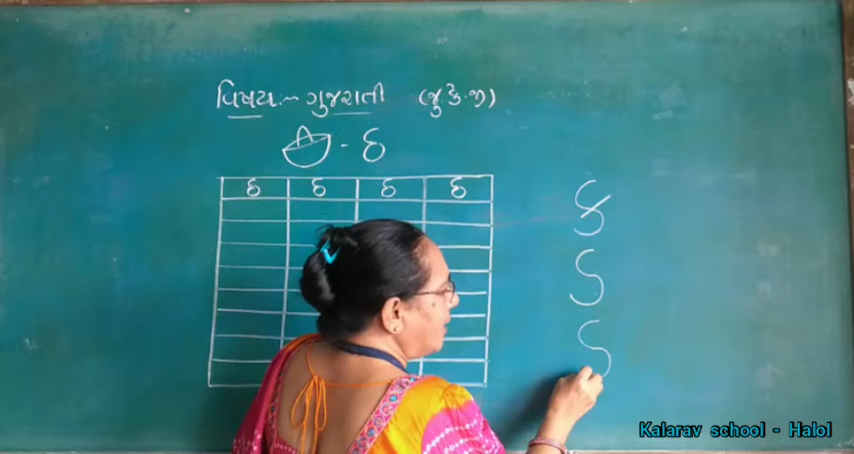 વિષય:- ગુજરાતી (જુ.કે.જી)
- ઠ
ઠ ઠ ઠ ઠ
ક
ડ
Kalarav school - Halol